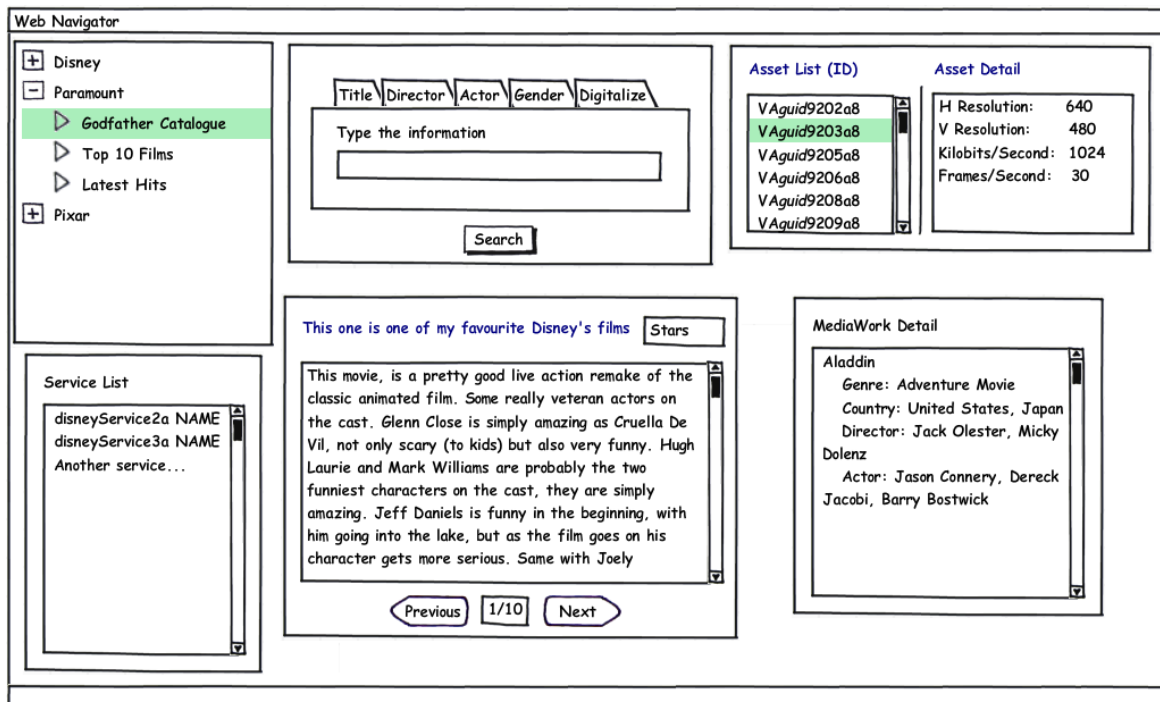 Web Navigator
Disney
Paramount
Godfather Catalogue
Top 10 Films
Latest Hits
Pixar
Title Director Actor Gender Digitalize
Type the information
Search
Asset List (ID)
VAguid9202a8
VAguid9203a8
VAguid9205a8
VAguid9206a8
VAguid9208a8
VAguid9209a8
Asset Detail
H Resolution: 640
V Resolution: 480
Kilobits/Second: 1024
Frames/Second: 30
Service List
disneyService2a NAME
disneyService3a NAME
Another service...
This one is one of my favourite Disney's films
Stars
This movie, is a pretty good live action remake of the
classic animated film. Some really veteran actors on
the cast. Glenn Close is simply amazing as Cruella De
Vil, not only scary (to kids) but also very funny. Hugh
Laurie and Mark Williams are probably the two
funniest characters on the cast, they are simply
amazing. Jeff Daniels is funny in the beginning, with
him going into the lake, but as the film goes on his
character gets more serious. Same with Joely
Previous 1/10 Next
MediaWork Detail
Aladdin
Genre: Adventure Movie
Country: United States, Japan
Director: Jack Olester, Micky
Dolenz
Actor: Jason Connery, Dereck
Jacobi, Barry Bostwick